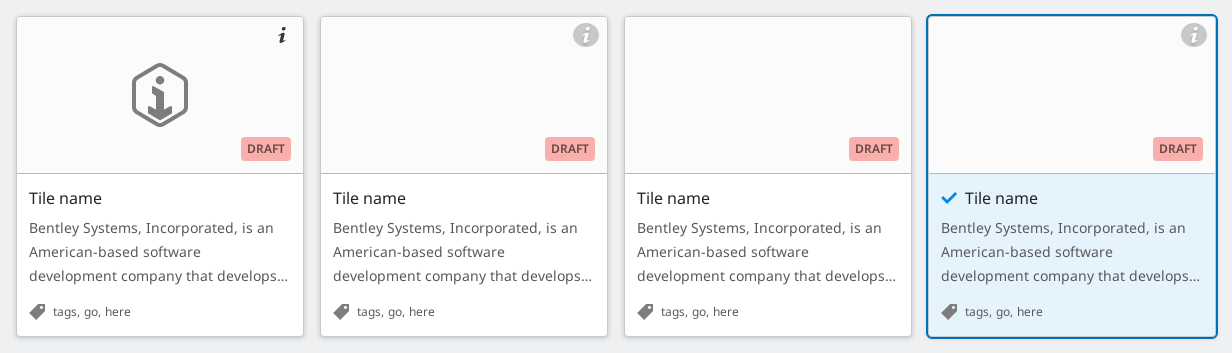 DRAFT
Tile name
Bentley Systems, Incorporated, is an
American-based software
development company that develops...
tags, go, here
DRAFT
Tile name
Bentley Systems, Incorporated, is an
American-based software
development company that develops...
tags, go, here
DRAFT
Tile name
Bentley Systems, Incorporated, is an
American-based software
development company that develops...
tags, go, here
DRAFT
Tile name
Bentley Systems, Incorporated, is an
American-based software
development company that develops...
tags, go, here